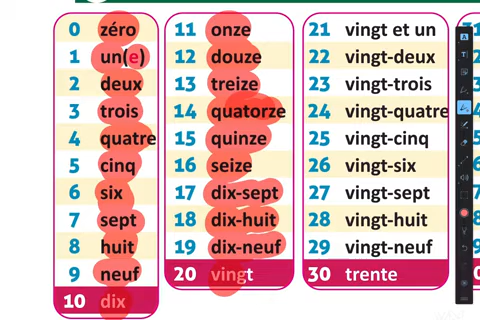 0 zéro
1 un(e)
2 deux
3 trois
4 quatre
5 cinq
6 six
7 sept
8 huit
9 neuf
10 dix
11 onze
12 douze
13 treize
14 quatorze
15 quinze
16 seize
17 dix-sept
18 dix-huit
19 dix-neuf
20 vingt
21 vingt et un
22 vingt-deux
23 vingt-trois
24 vingt-quatre
25 vingt-cinq
26 vingt-six
27 vingt-sept
28 vingt-huit
29 vingt-neuf
30 trente